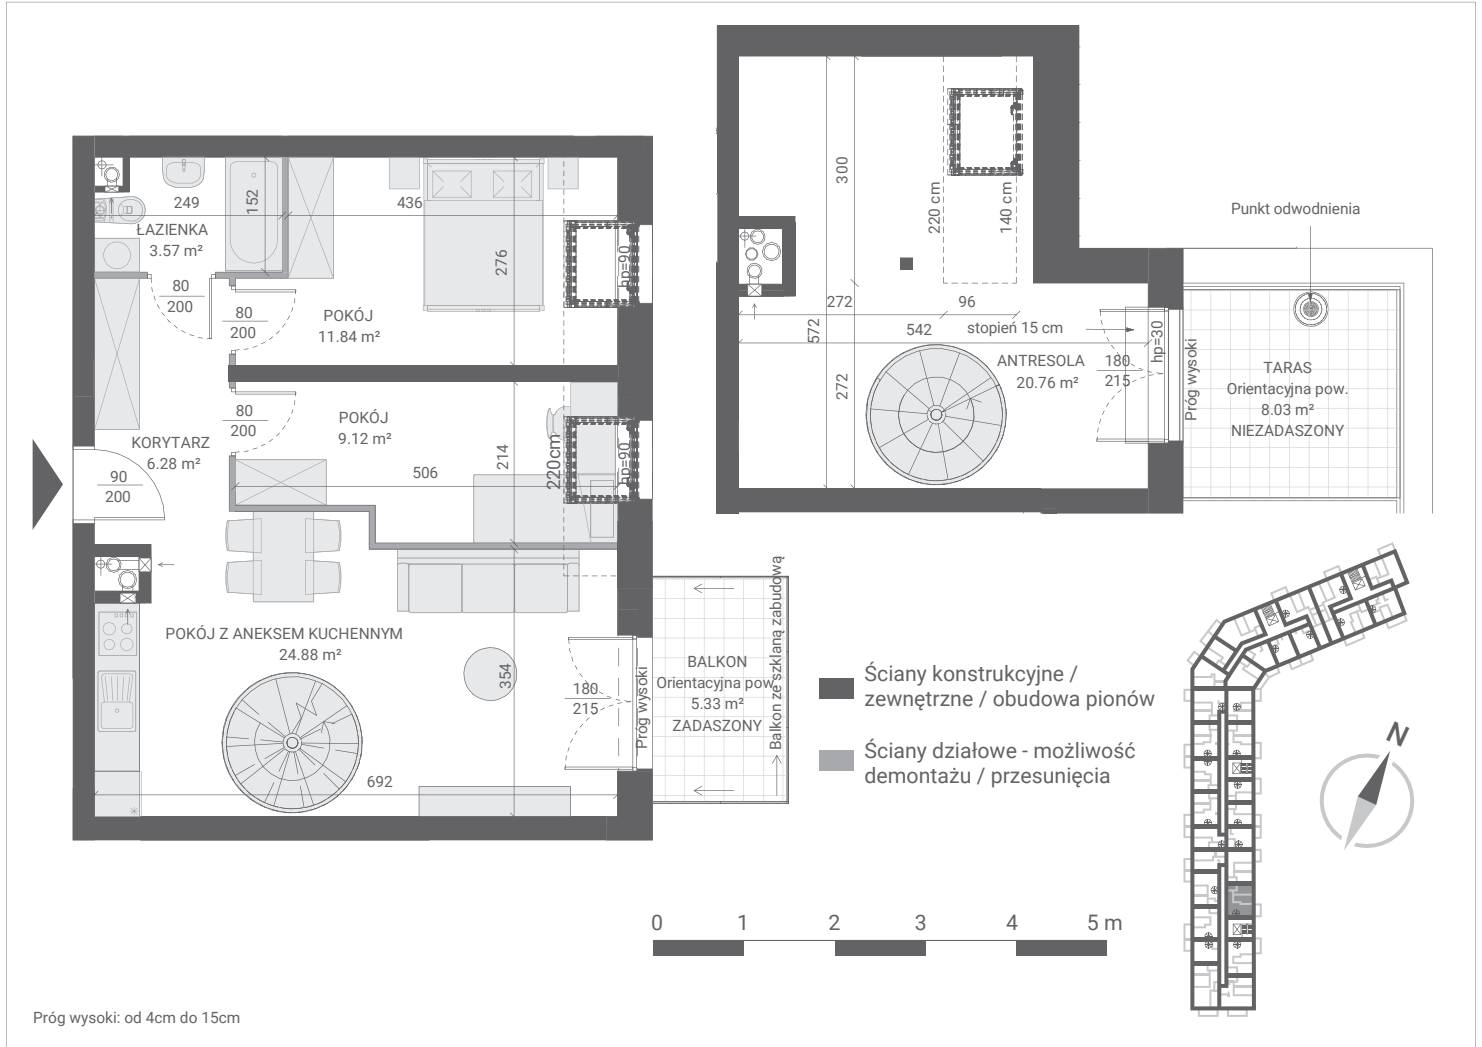 249
152
436
ŁAZIENKA
3.57 m²
276
hp=90
80
200
80
200
POKÓJ
11.84 m²
80
200
POKÓJ
9.12 m²
KORYTARZ
6.28 m²
506
214
220cm
hp=90
90
200
POKÓJ Z ANEKSEM KUCHENNYM
24.88 m²
354
180
215
Próg wysoki
692
BALKON
Orientacyjna pow.
5.33 m²
ZADASZONY
Balkon ze szklaną zabudową
300
220 cm
140 cm
272
96
572
542
stopień 15 cm
272
ANTRESOLA
20.76 m²
180
215
hp=30
Próg wysoki
Punkt odwodnienia
TARAS
Orientacyjna pow.
8.03 m²
NIEZADASZONY
Ściany konstrukcyjne /
zewnętrzne / obudowa pionów
Ściany działowe - możliwość
demontażu / przesunięcia
N
0 1 2 3 4 5 m
Próg wysoki: od 4cm do 15cm